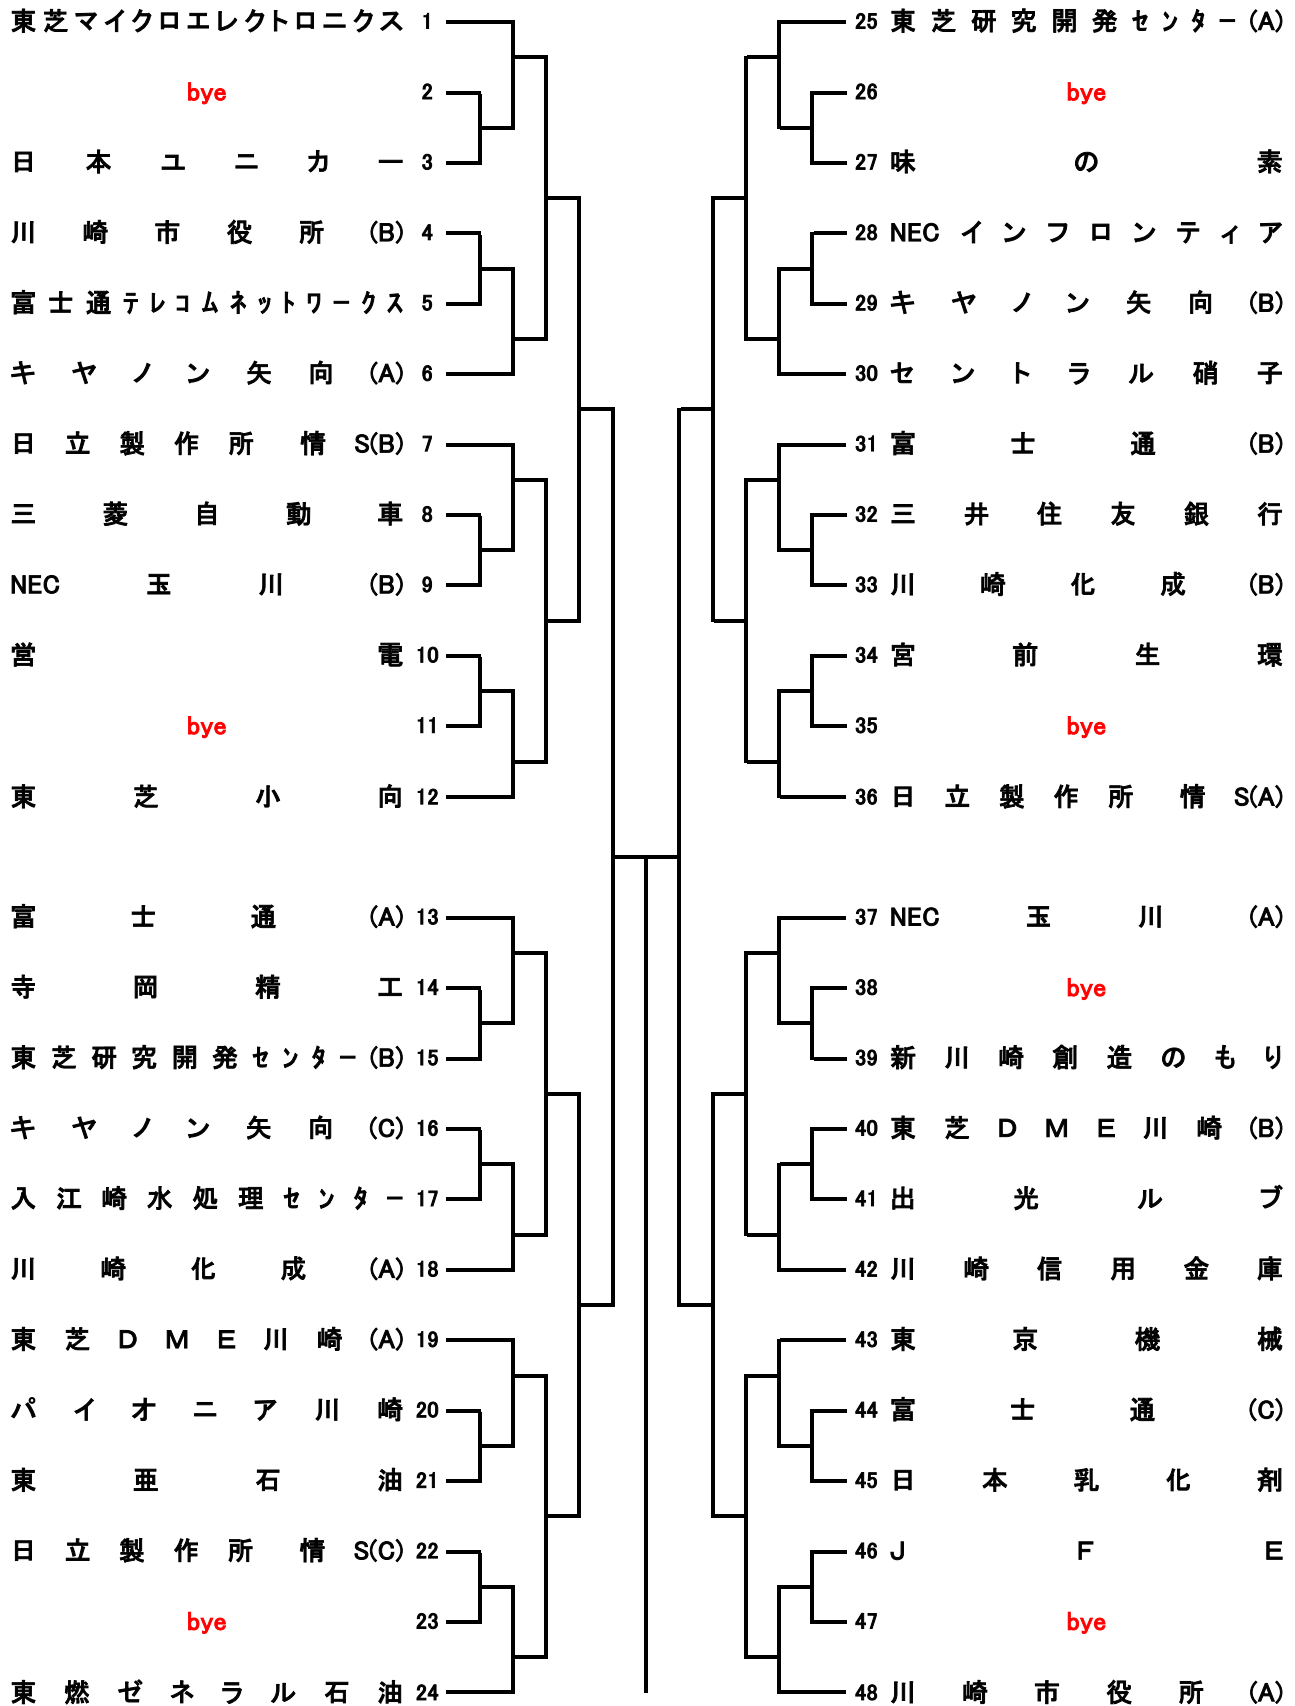 東芝マイクロエレクトロニクス 1
bye 2
日本ユニカー 3
川崎市役所(B) 4
富士通テレコムネットワークス 5
キヤノン矢向(A) 6
日立製作所 情S(B) 7
三菱自動車 8
NEC玉川(B) 9
営電 10
bye 11
東芝小向 12
富士通(A) 13
寺岡精工 14
東芝研究開発センター(B) 15
キヤノン矢向(C) 16
入江崎水処理センター 17
川崎化成(A) 18
東芝DME川崎(A) 19
パイオニア川崎 20
東亜石油 21
日立製作所 情S(C) 22
bye 23
東燃ゼネラル石油 24
25 東芝研究開発センター(A)
26 bye
27 味の素
28 NECインフロンティア
29 キヤノン矢向(B)
30 セントラル硝子
31 富士通(B)
32 三井住友銀行
33 川崎化成(B)
34 宮前生環
35 bye
36 日立製作所 情S(A)
37 NEC玉川(A)
38 bye
39 新川崎創造のもり
40 東芝DME川崎(B)
41 出光ルブ
42 川崎信用金庫
43 東京機械
44 富士通(C)
45 日本乳化剤
46 JFE
47 bye
48 川崎市役所(A)